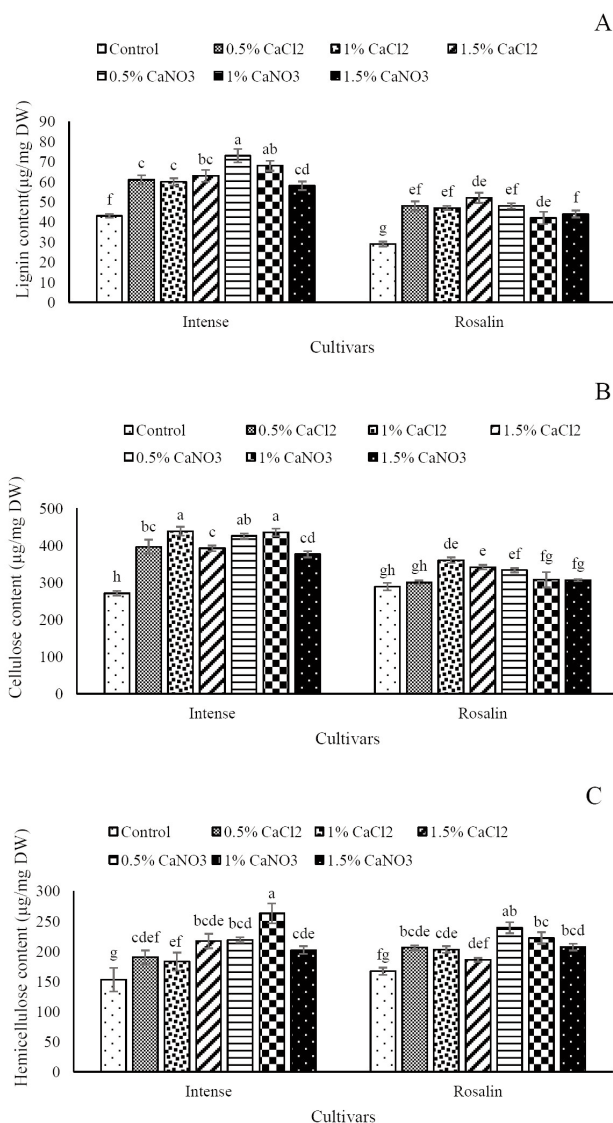 A
Control 0.5% CaCl2 1% CaCl2 1.5% CaCl2
0.5% CaNO3 1% CaNO3 1.5% CaNO3
Lignin content(µg/mg DW)
90
80
70
60
50
40
30
20
10
0
f c c bc a ab cd
g ef ef de ef de f
Intense Rosalin
Cultivars
B
Control 0.5% CaCl2 1% CaCl2 1.5% CaCl2
0.5% CaNO3 1% CaNO3 1.5% CaNO3
Cellulose content (µg/mg DW)
500
400
300
200
100
0
h bc a c ab a cd
gh gh de e ef fg fg
Intense Rosalin
Cultivars
C
Control 0.5% CaCl2 1% CaCl2 1.5% CaCl2
0.5% CaNO3 1% CaNO3 1.5% CaNO3
Hemicellulose content (µg/mg DW)
300
250
200
150
100
50
0
g cdef ef bcde bcd a cde
fg bcde cde def ab bc bcd
Intense Rosalin
Cultivars